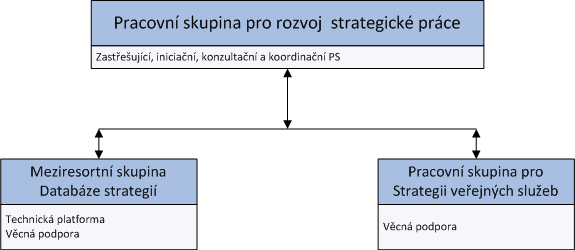 Pracovní skupina pro rozvoj strategické práce
Zastřešující, iniciační, konzultační a koordinační PS
Meziresortní skupina
Databáze strategií
Technická platforma
Věcná podpora
Pracovní skupina pro
Strategii veřejných služeb
Věcná podpora